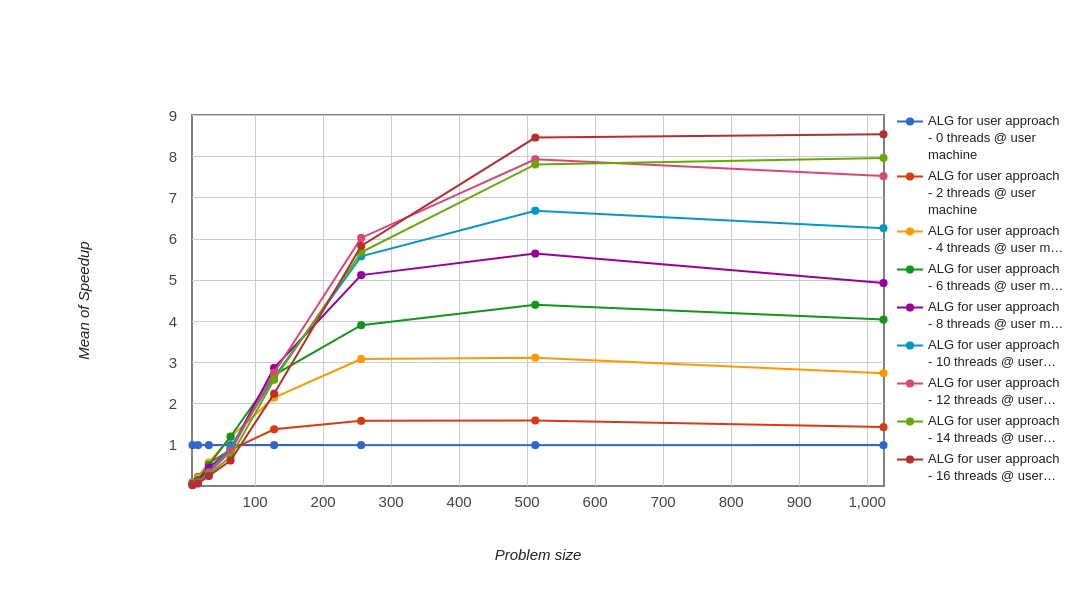 9
8
7
6
5
4
3
2
1
Mean of Speedup
100 200 300 400 500 600 700 800 900 1,000
Problem size
ALG for user approach
- 0 threads @ user
machine
ALG for user approach
- 2 threads @ user
machine
ALG for user approach
- 4 threads @ user m…
ALG for user approach
- 6 threads @ user m…
ALG for user approach
- 8 threads @ user m…
ALG for user approach
- 10 threads @ user…
ALG for user approach
- 12 threads @ user…
ALG for user approach
- 14 threads @ user…
ALG for user approach
- 16 threads @ user…